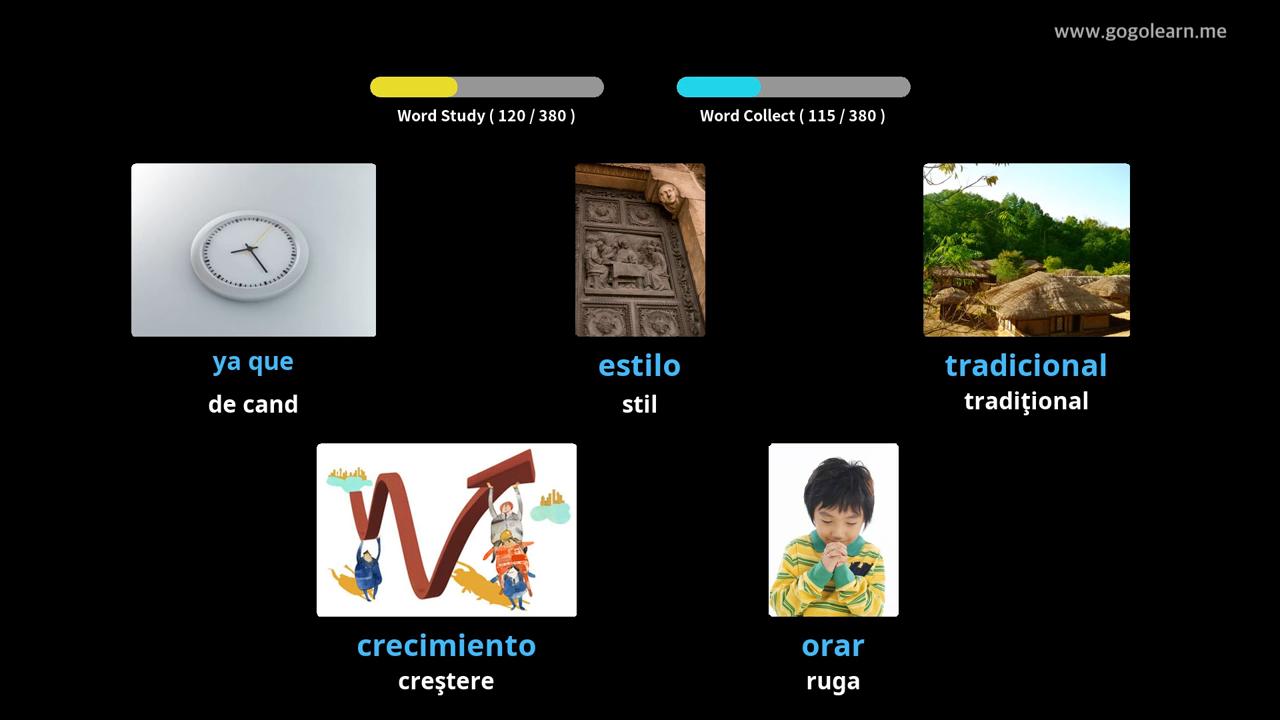 www.gogolearn.me
Word Study ( 120 / 380 )
Word Collect ( 115 / 380 )
ya que
de cand
estilo
stil
tradicional
tradiţional
crecimiento
creştere
orar
ruga